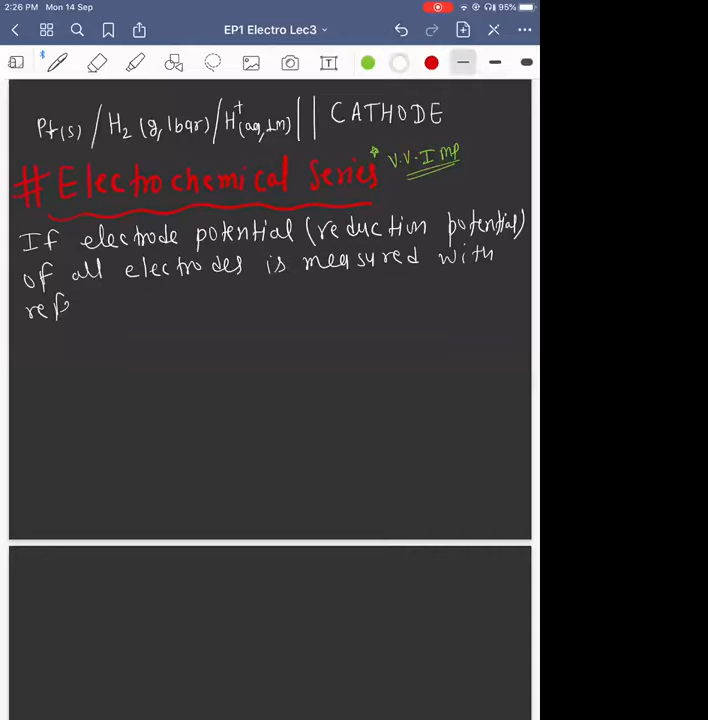 2:26 PM Mon 14 Sep
95%
EP1 Electro Lec3
T
Pt(s) / H2 (g, 1bar) / H+ (aq, 1M) || CATHODE
# Electrochemical Series * V.V.Imp
If electrode potential (reduction potential)
of all electrodes is measured with
ref